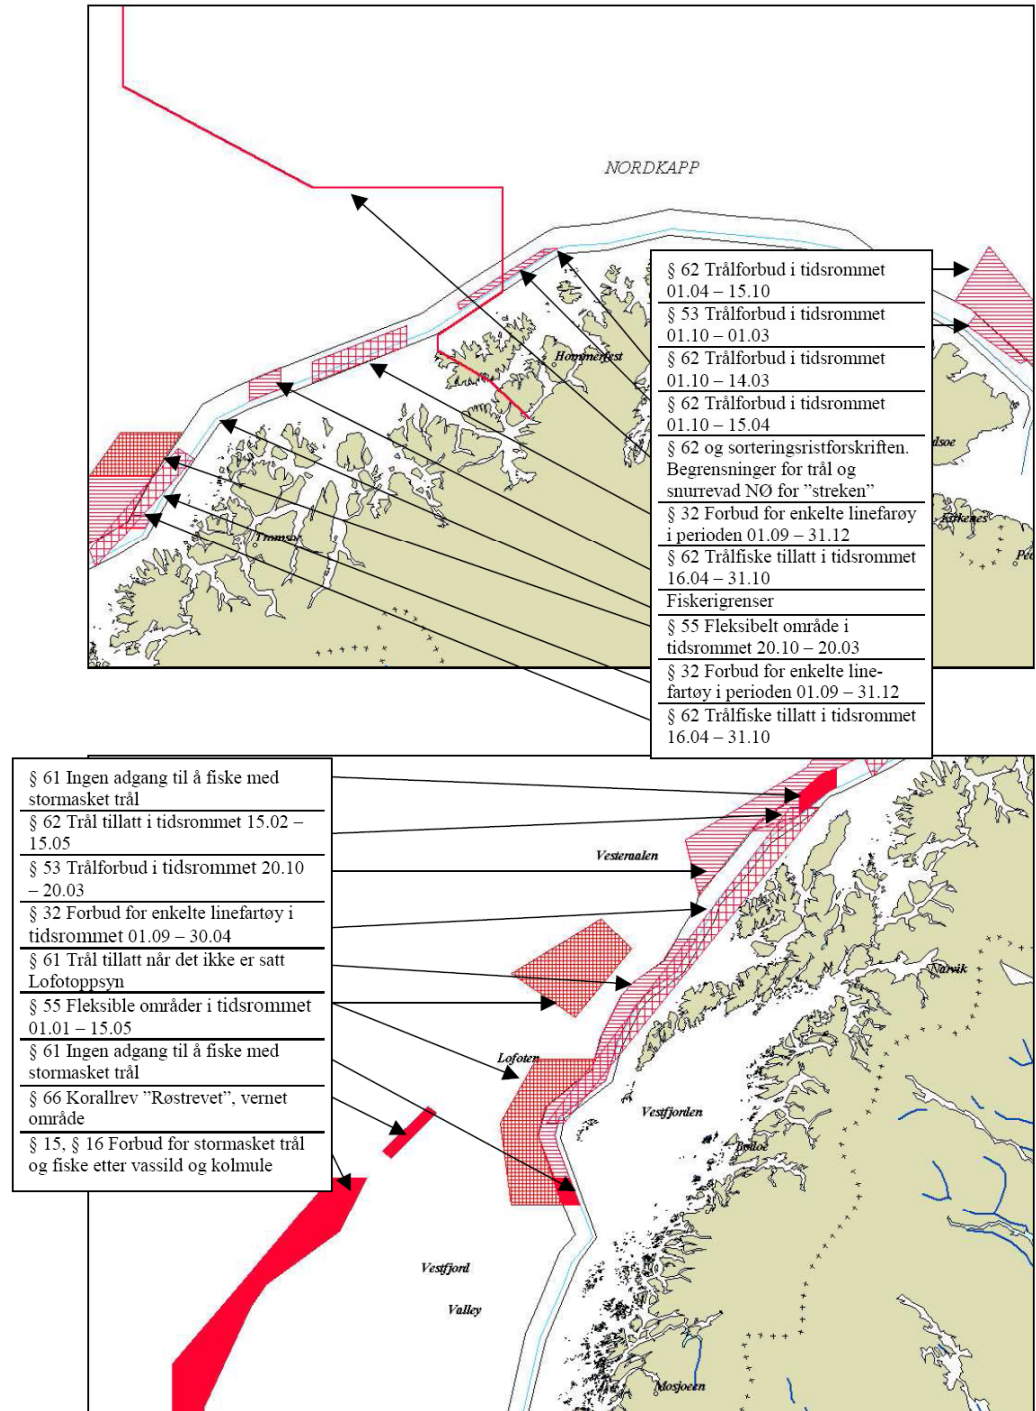 NORDKAPP
§ 62 Trålforbud i tidsrommet
01.04 – 15.10
§ 53 Trålforbud i tidsrommet
01.10 – 01.03
§ 62 Trålforbud i tidsrommet
01.10 – 14.03
§ 62 Trålforbud i tidsrommet
01.10 – 15.04
§ 62 og sorteringsristforskriften.
Begrensninger for trål og
snurrevad NØ for ”streken”
§ 32 Forbud for enkelte linefarøy
i perioden 01.09 – 31.12
§ 62 Trålfiske tillatt i tidsrommet
16.04 – 31.10
Fiskerigrenser
§ 55 Fleksibelt område i
tidsrommet 20.10 – 20.03
§ 32 Forbud for enkelte line-
fartøy i perioden 01.09 – 31.12
§ 62 Trålfiske tillatt i tidsrommet
16.04 – 31.10
Hommerfest
dsoe
Kirkenes
Pec
Tromsoe
§ 61 Ingen adgang til å fiske med
stormasket trål
§ 62 Trål tillatt i tidsrommet 15.02 –
15.05
§ 53 Trålforbud i tidsrommet 20.10
– 20.03
§ 32 Forbud for enkelte linefartøy i
tidsrommet 01.09 – 30.04
§ 61 Trål tillatt når det ikke er satt
Lofotoppsyn
§ 55 Fleksible områder i tidsrommet
01.01 – 15.05
§ 61 Ingen adgang til å fiske med
stormasket trål
§ 66 Korallrev ”Røstrevet”, vernet
område
§ 15, § 16 Forbud for stormasket trål
og fiske etter vassild og kolmule
Vesteraalen
Narvik
Lofoten
Vestfjorden
Bodoe
Vestfjord
Valley
Mosjoeen